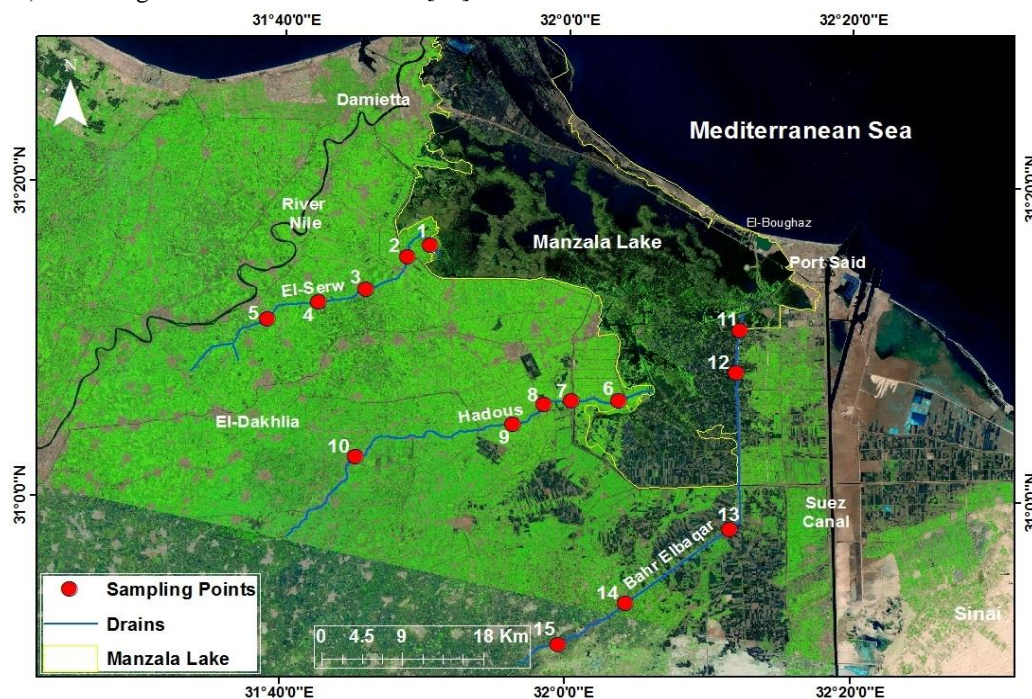 31°40'0"E
32°00'0"E
32°20'0"E
N
Damietta
Mediterranean Sea
31°20'0"N
31°20'0"N
River
Nile
El-Boughaz
Manzala Lake
Port Said
1
2
3
El-Serw
4
5
11
12
6
7
8
Hadous
9
El-Dakhlia
10
31°0'0"N
31°0'0"N
Suez
Canal
13
Bahr Elbaqar
14
15
Sinai
Sampling Points
Drains
Manzala Lake
0 4.5 9 18 Km
31°40'0"E
32°0'0"E
32°20'0"E